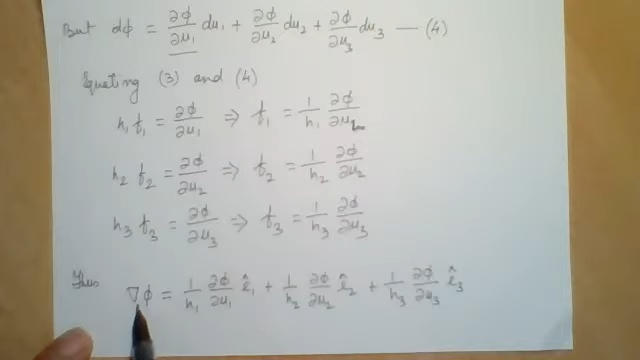 But dϕ = ∂ϕ/∂u₁ du₁ + ∂ϕ/∂u₂ du₂ + ∂ϕ/∂u₃ du₃ — (4)
Equating (3) and (4)
h₁ f₁ = ∂ϕ/∂u₁ ⇒ f₁ = 1/h₁ ∂ϕ/∂u₁
h₂ f₂ = ∂ϕ/∂u₂ ⇒ f₂ = 1/h₂ ∂ϕ/∂u₂
h₃ f₃ = ∂ϕ/∂u₃ ⇒ f₃ = 1/h₃ ∂ϕ/∂u₃
Thus
∇ϕ = 1/h₁ ∂ϕ/∂u₁ ê₁ + 1/h₂ ∂ϕ/∂u₂ ê₂ + 1/h₃ ∂ϕ/∂u₃ ê₃